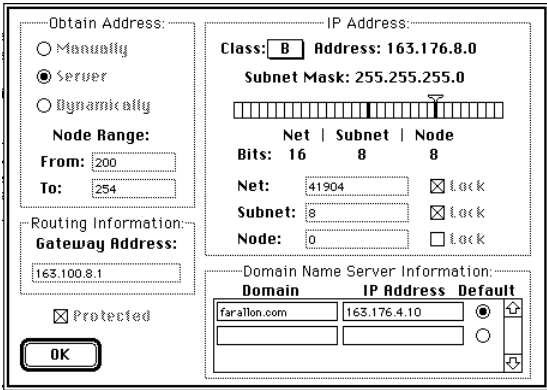 Obtain Address:
Manually
Server
Dynamically
Node Range:
From: 200
To: 254
Routing Information:
Gateway Address:
163.100.8.1
Protected
OK
IP Address:
Class: B Address: 163.176.8.0
Subnet Mask: 255.255.255.0
Net | Subnet | Node
Bits: 16 8 8
Net: 41904 Lock
Subnet: 8 Lock
Node: 0 Lock
Domain Name Server Information:
Domain IP Address Default
farallon.com 163.176.4.10